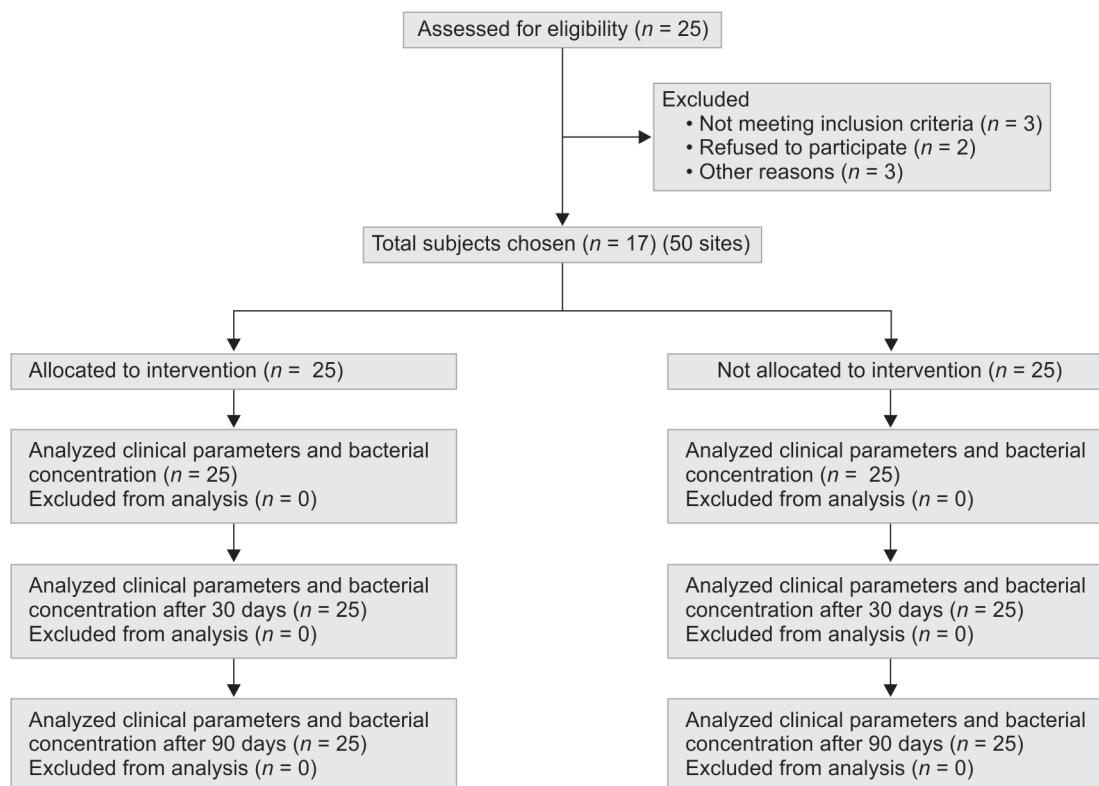 Assessed for eligibility (n = 25)
Excluded
• Not meeting inclusion criteria (n = 3)
• Refused to participate (n = 2)
• Other reasons (n = 3)
Total subjects chosen (n = 17) (50 sites)
Allocated to intervention (n = 25)
Not allocated to intervention (n = 25)
Analyzed clinical parameters and bacterial
concentration (n = 25)
Excluded from analysis (n = 0)
Analyzed clinical parameters and bacterial
concentration (n = 25)
Excluded from analysis (n = 0)
Analyzed clinical parameters and bacterial
concentration after 30 days (n = 25)
Excluded from analysis (n = 0)
Analyzed clinical parameters and bacterial
concentration after 30 days (n = 25)
Excluded from analysis (n = 0)
Analyzed clinical parameters and bacterial
concentration after 90 days (n = 25)
Excluded from analysis (n = 0)
Analyzed clinical parameters and bacterial
concentration after 90 days (n = 25)
Excluded from analysis (n = 0)